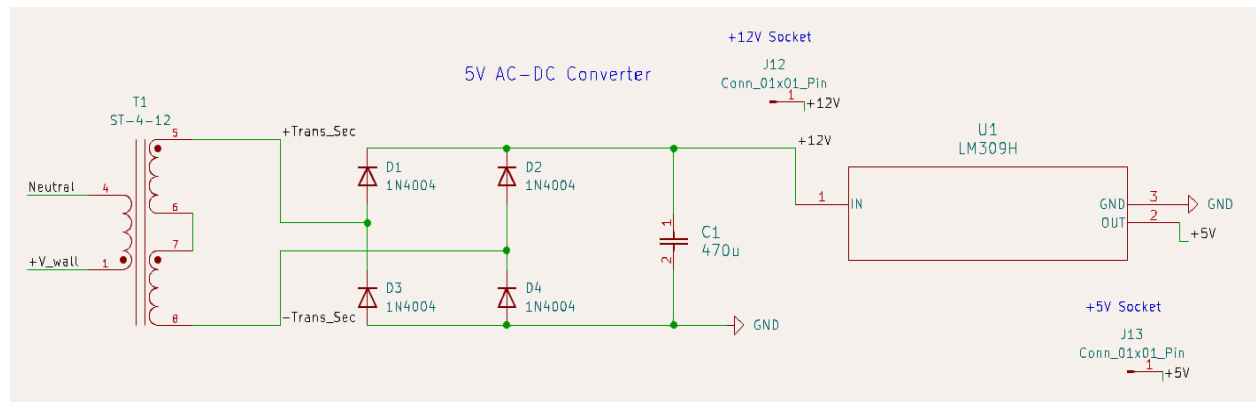 +12V Socket
J12
Conn_01x01_Pin
1
+12V
5V AC-DC Converter
T1
ST-4-12
5
+Trans_Sec
+12V
U1
LM309H
D1
1N4004
D2
1N4004
Neutral
4
1
IN
GND
3
GND
OUT
2
+5V
6
7
1
C1
470u
2
+V_wall
1
D3
1N4004
D4
1N4004
8
-Trans_Sec
GND
+5V Socket
J13
Conn_01x01_Pin
1
+5V